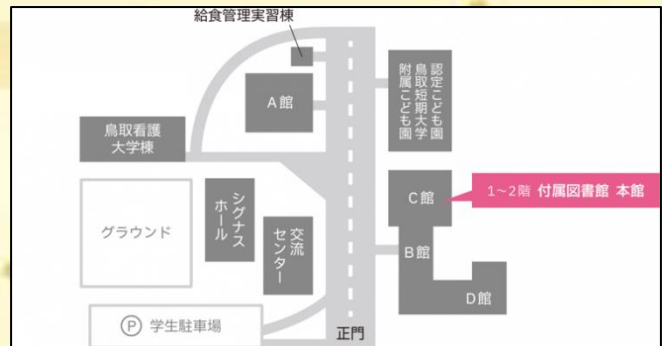 給食管理実習棟
A館
認定こども園
鳥取短期大学
附属こども園
鳥取看護
大学棟
C館
1~2階 付属図書館 本館
シグナス
ホール
グラウンド
交流
センター
B館
D館
P 学生駐車場
正門